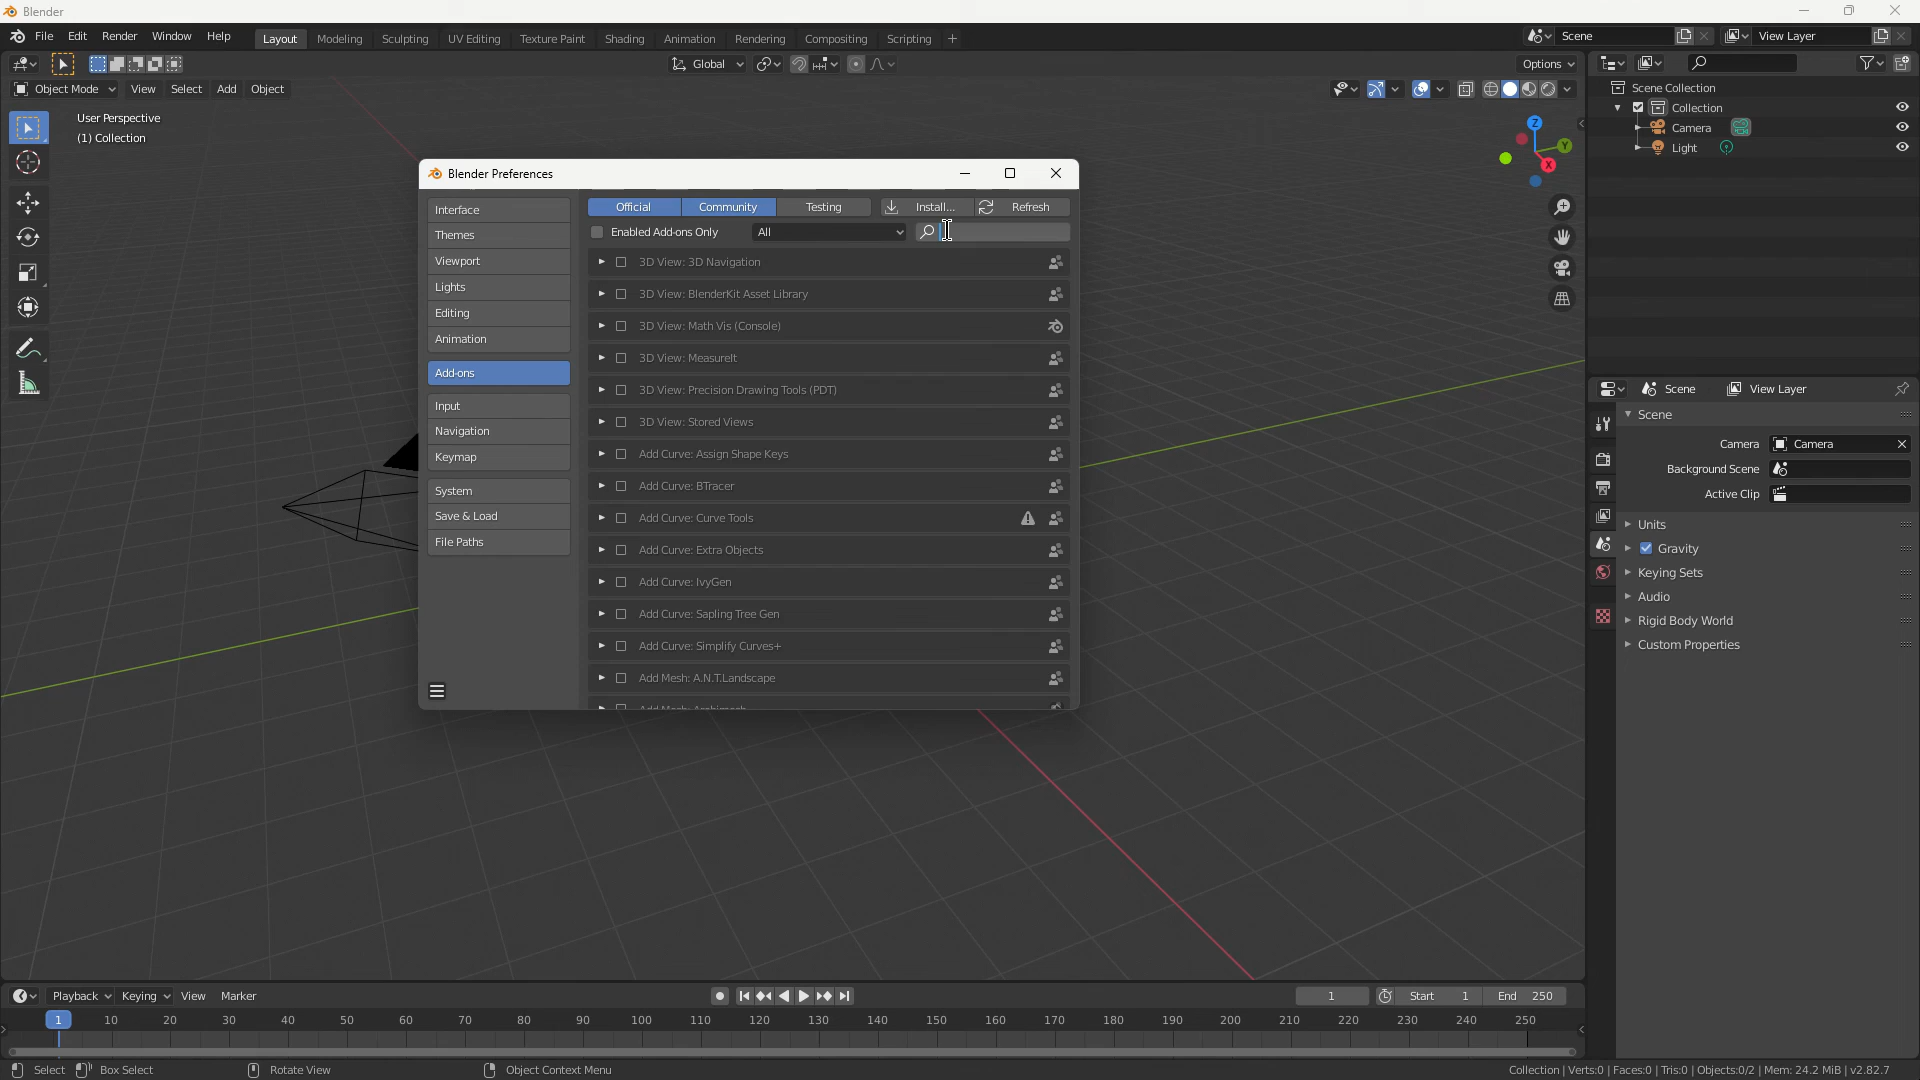 Blender
File Edit Render Window Help Layout Modeling Sculpting UV Editing Texture Paint Shading Animation Rendering Compositing Scripting + Scene View Layer
Global Options
Object Mode View Select Add Object
User Perspective
(1) Collection
Z
Y
X
Scene Collection
Collection
Camera
Light
Blender Preferences
Interface
Themes
Viewport
Lights
Editing
Animation
Add-ons
Input
Navigation
Keymap
System
Save & Load
File Paths
Official Community Testing Install... Refresh
Enabled Add-ons Only All
3D View: 3D Navigation
3D View: BlenderKit Asset Library
3D View: Math Vis (Console)
3D View: MeasureIt
3D View: Precision Drawing Tools (PDT)
3D View: Stored Views
Add Curve: Assign Shape Keys
Add Curve: BTracer
Add Curve: Curve Tools
Add Curve: Extra Objects
Add Curve: IvyGen
Add Curve: Sapling Tree Gen
Add Curve: Simplify Curves+
Add Mesh: A.N.T.Landscape
Scene View Layer
Scene
Camera Camera
Background Scene
Active Clip
Units
Gravity
Keying Sets
Audio
Rigid Body World
Custom Properties
Playback Keying View Marker 1 Start 1 End 250
1 10 20 30 40 50 60 70 80 90 100 110 120 130 140 150 160 170 180 190 200 210 220 230 240 250
Select Box Select Rotate View Object Context Menu Collection | Verts:0 | Faces:0 | Tris:0 | Objects:0/2 | Mem: 24.2 MiB | v2.82.7